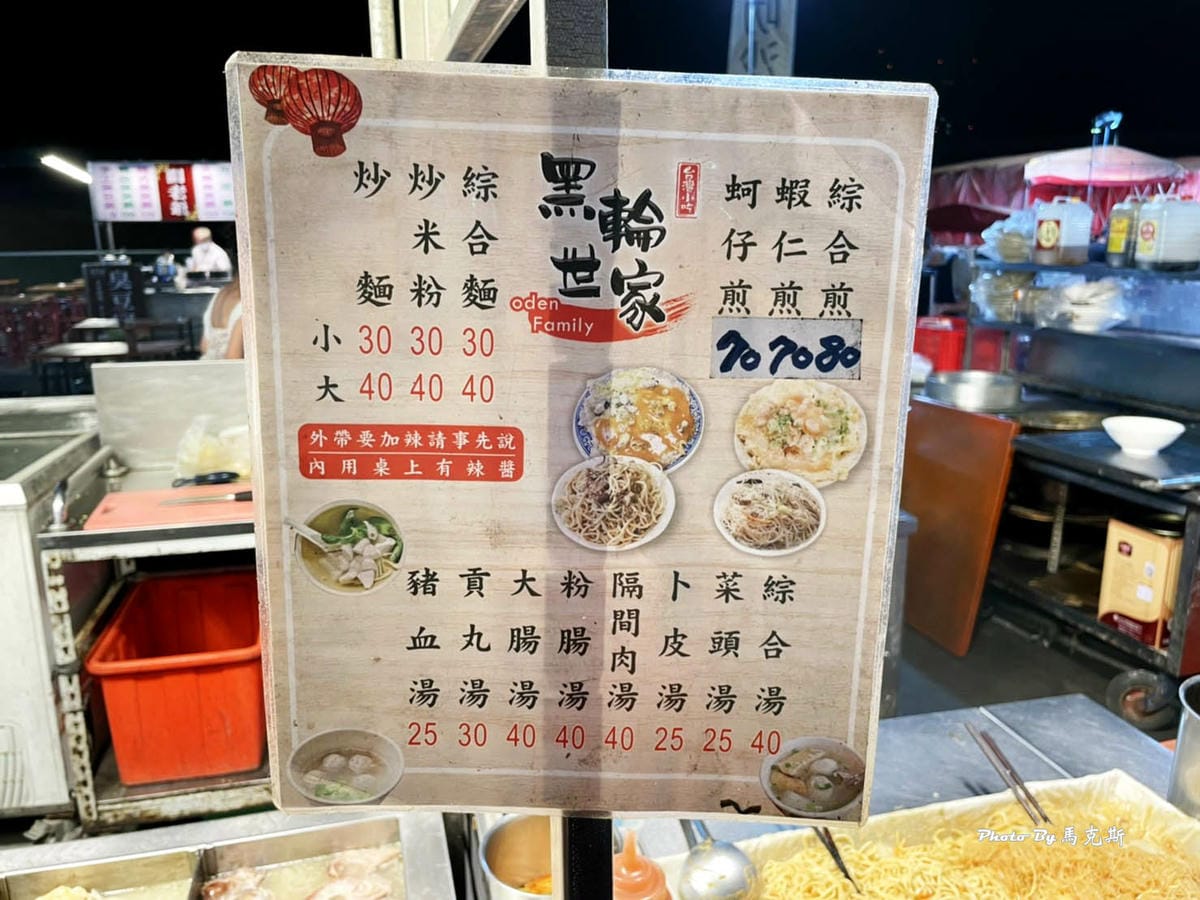 黑輪世家
oden
Family
台灣小吃
炒麵 炒米粉 綜合麵
小 30 30 30
大 40 40 40
外帶要加辣請事先說
內用桌上有辣醬
蚵仔煎 蝦仁煎 綜合煎
70 70 80
豬血湯 貢丸湯 大腸湯 粉腸湯 隔間肉湯 卜皮湯 菜頭湯 綜合湯
25 30 40 40 40 25 25 40
Photo By 馬克斯